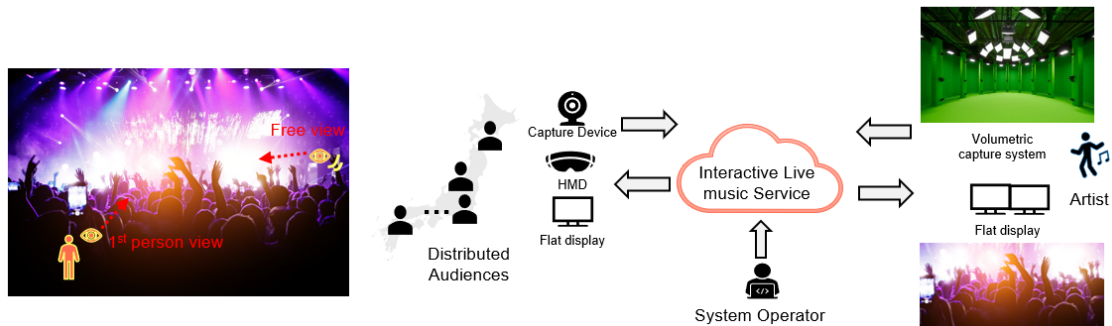 Free view
1st person view
Distributed
Audiences
Capture Device
HMD
Flat display
Interactive Live
music Service
System Operator
Volumetric
capture system
Artist
Flat display